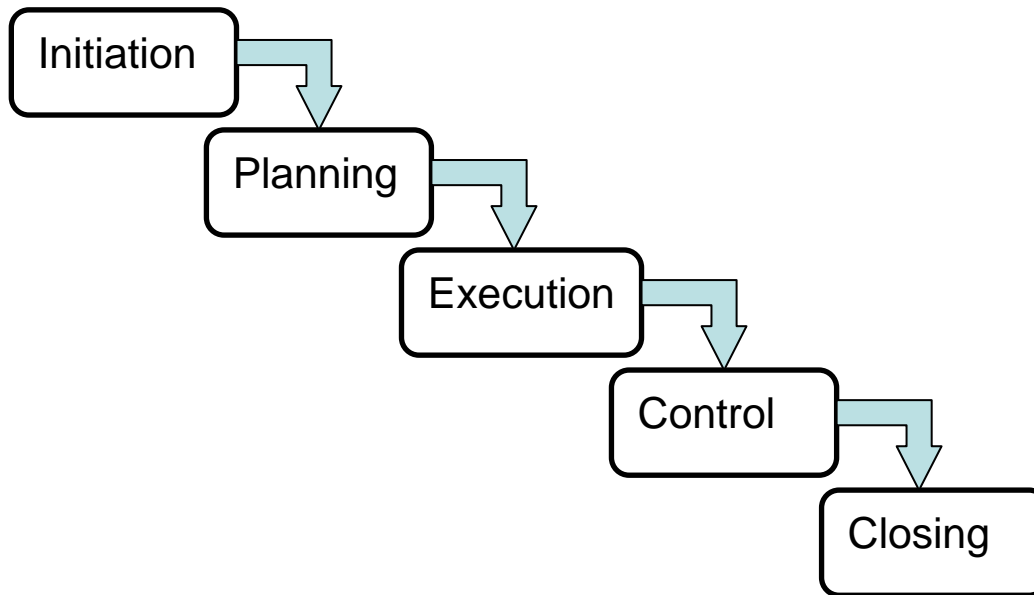 Initiation
Planning
Execution
Control
Closing